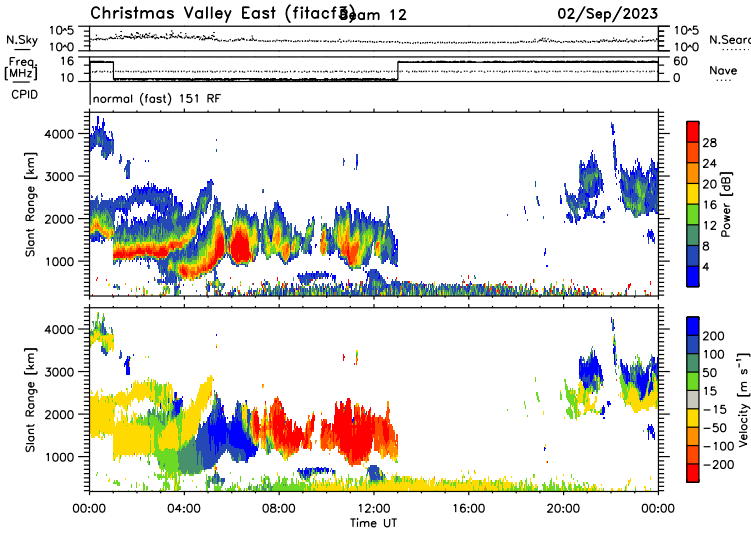 Christmas Valley East (fitacf3)
Beam 12
02/Sep/2023
N.Sky
10^5
10^0
10^5
10^0
N.Searc
Freq.
[MHz]
16
10
60
0
Nave
CPID
normal (fast) 151 RF
Slant Range [km]
4000
3000
2000
1000
28
24
20
16
12
8
4
Power [dB]
Slant Range [km]
4000
3000
2000
1000
200
100
50
15
-15
-50
-100
-200
Velocity [m s⁻¹]
00:00
04:00
08:00
12:00
16:00
20:00
00:00
Time UT